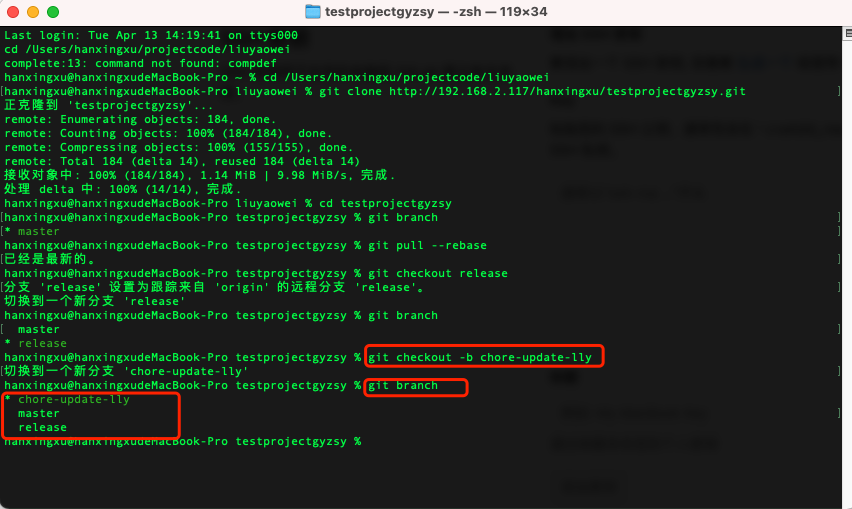 testprojectgyzsy — -zsh — 119×34
Last login: Tue Apr 13 14:19:41 on ttys000
cd /Users/hanxingxu/projectcode/liuyaowei
complete:13: command not found: compdef
hanxingxu@hanxingxudeMacBook-Pro ~ % cd /Users/hanxingxu/projectcode/liuyaowei
[hanxingxu@hanxingxudeMacBook-Pro liuyaowei % git clone http://192.168.2.117/hanxingxu/testprojectgyzsy.git ]
正克隆到 'testprojectgyzsy'...
remote: Enumerating objects: 184, done.
remote: Counting objects: 100% (184/184), done.
remote: Compressing objects: 100% (155/155), done.
remote: Total 184 (delta 14), reused 184 (delta 14)
接收对象中: 100% (184/184), 1.14 MiB | 9.98 MiB/s, 完成.
处理 delta 中: 100% (14/14), 完成.
hanxingxu@hanxingxudeMacBook-Pro liuyaowei % cd testprojectgyzsy
[hanxingxu@hanxingxudeMacBook-Pro testprojectgyzsy % git branch ]
[* master ]
hanxingxu@hanxingxudeMacBook-Pro testprojectgyzsy % git pull --rebase
[已经是最新的。 ]
hanxingxu@hanxingxudeMacBook-Pro testprojectgyzsy % git checkout release
[分支 'release' 设置为跟踪来自 'origin' 的远程分支 'release'。 ]
切换到一个新分支 'release'
hanxingxu@hanxingxudeMacBook-Pro testprojectgyzsy % git branch
[ master ]
* release
hanxingxu@hanxingxudeMacBook-Pro testprojectgyzsy % git checkout -b chore-update-lly
[切换到一个新分支 'chore-update-lly' ]
[hanxingxu@hanxingxudeMacBook-Pro testprojectgyzsy % git branch ]
* chore-update-lly
master
release
hanxingxu@hanxingxudeMacBook-Pro testprojectgyzsy %